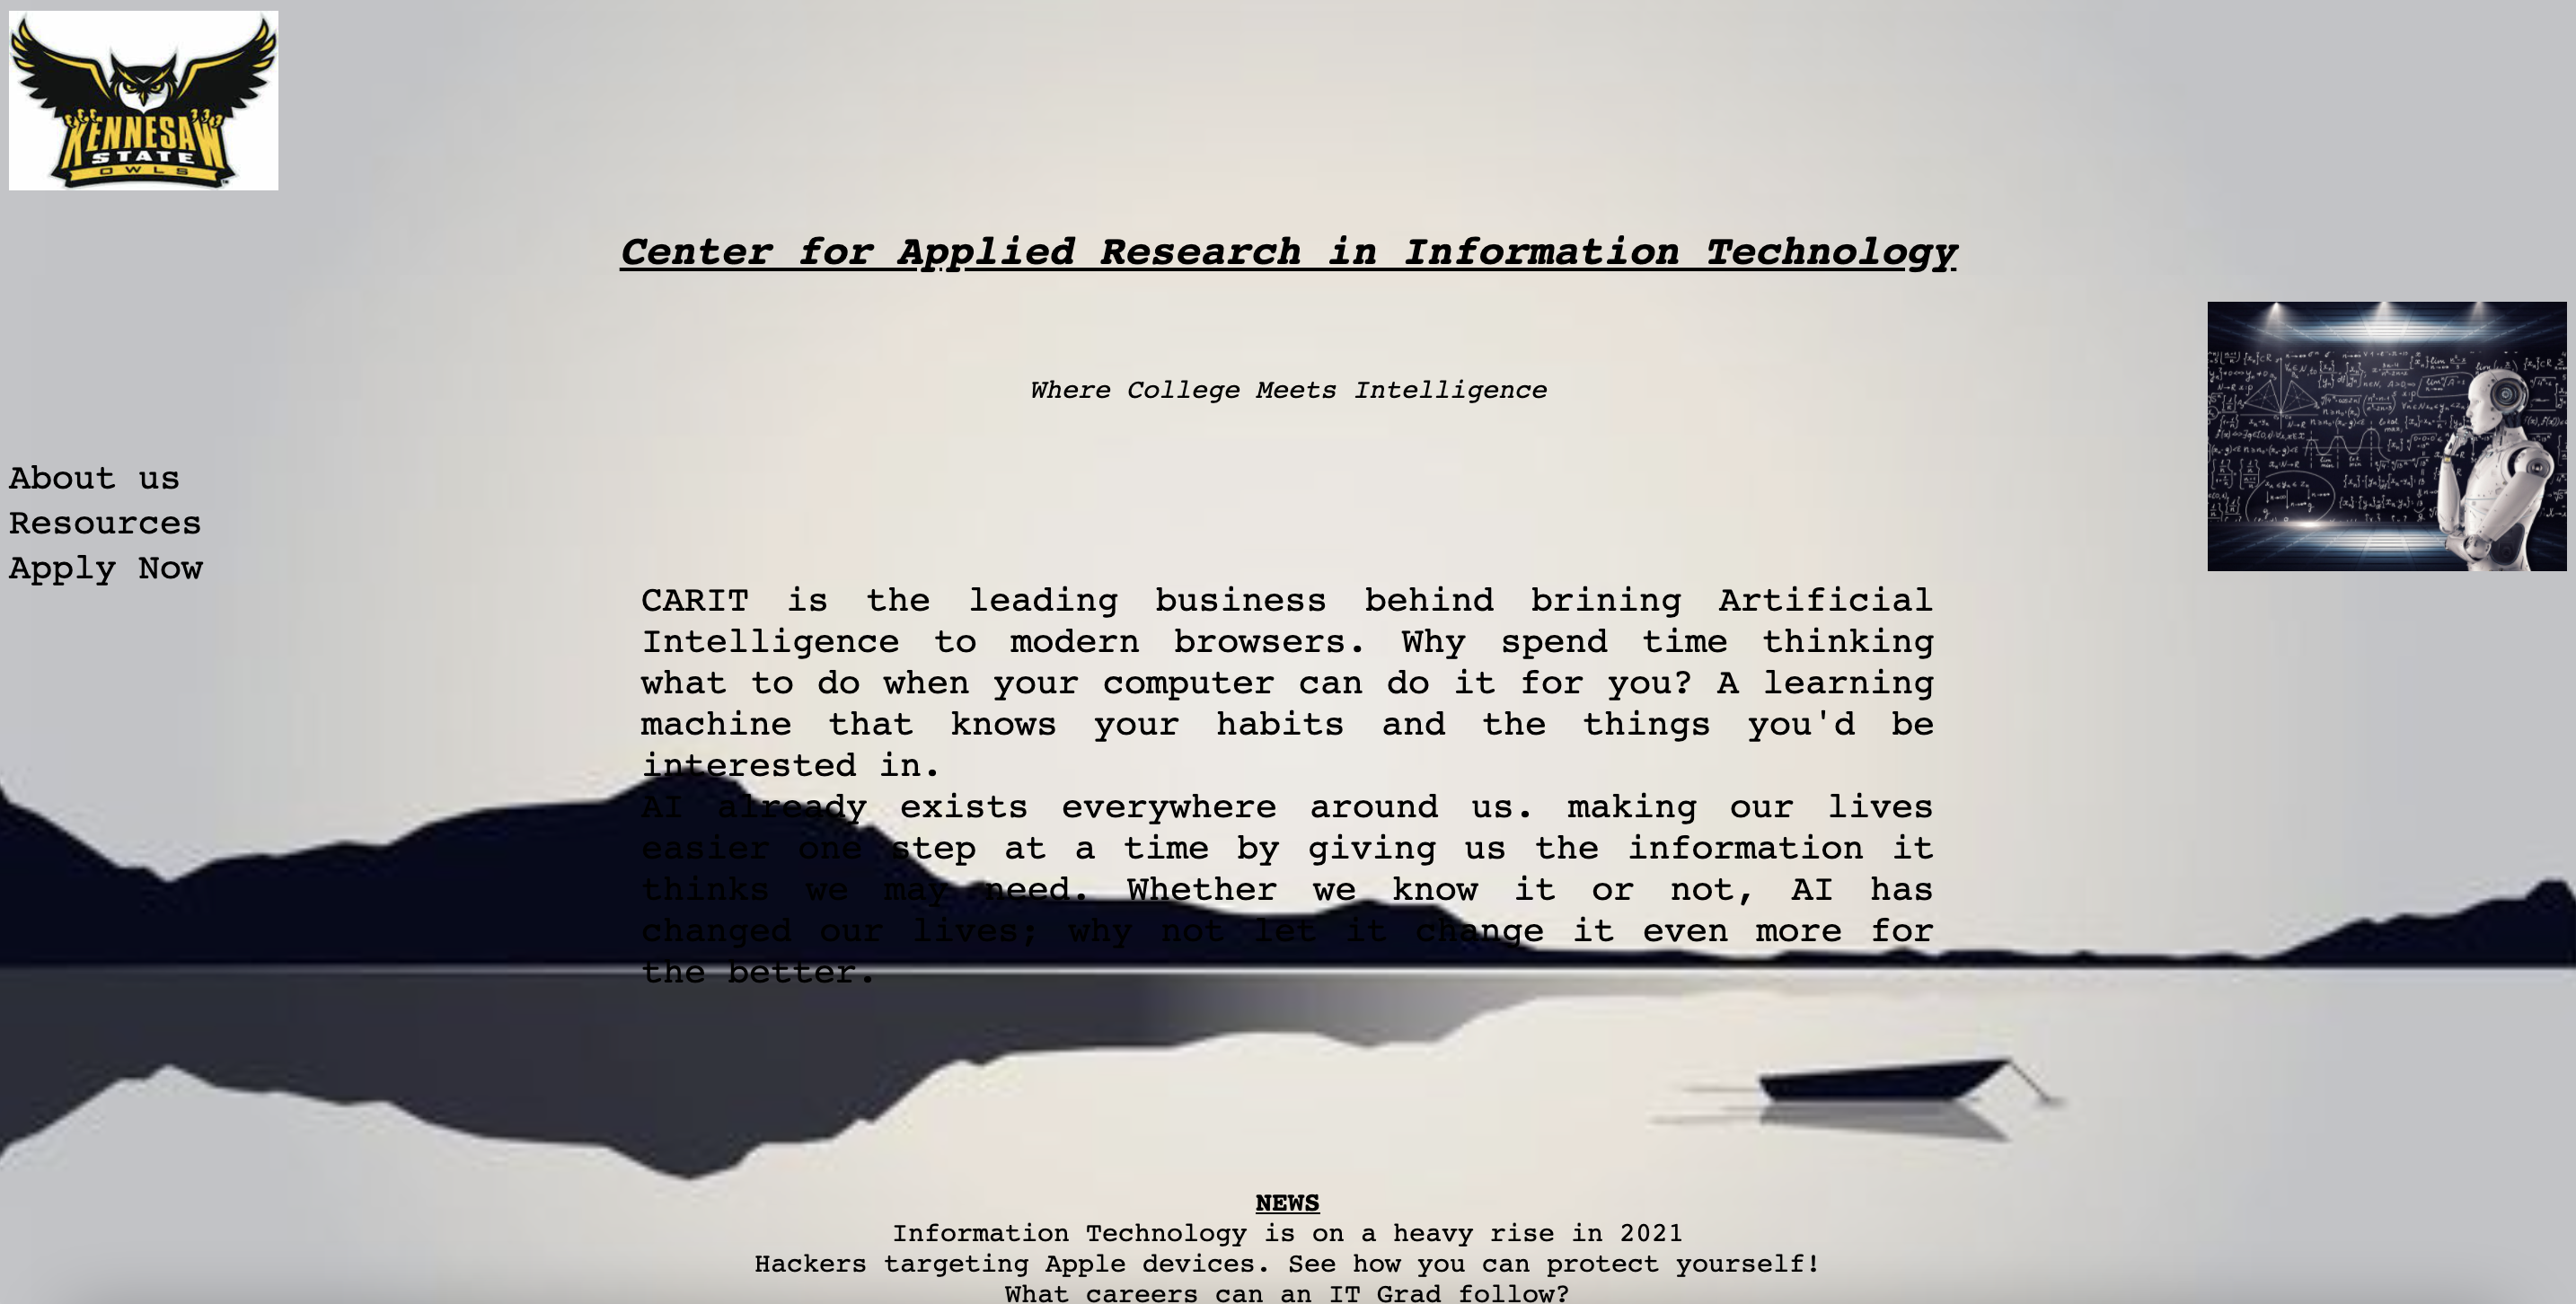 KENNESAW
STATE
OWLS
Center for Applied Research in Information Technology
Where College Meets Intelligence
About us
Resources
Apply Now
CARIT is the leading business behind brining Artificial
Intelligence to modern browsers. Why spend time thinking
what to do when your computer can do it for you? A learning
machine that knows your habits and the things you'd be
interested in.
AI already exists everywhere around us. making our lives
easier one step at a time by giving us the information it
thinks we may need. Whether we know it or not, AI has
changed our lives; why not let it change it even more for
the better.
NEWS
Information Technology is on a heavy rise in 2021
Hackers targeting Apple devices. See how you can protect yourself!
What careers can an IT Grad follow?